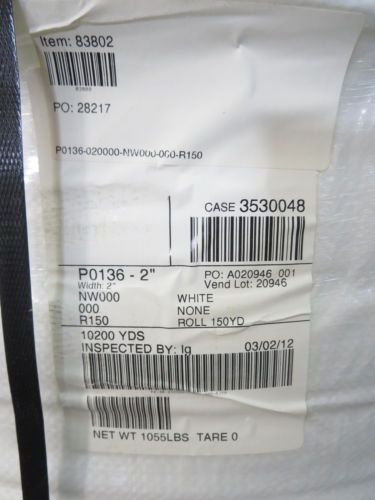 Item: 83802
PO: 28217
P0136-020000-NW000-000-R150
CASE 3530048
P0136 - 2" PO: A020946 001
Width: 2" Vend Lot: 20946
NW000 WHITE
000 NONE
R150 ROLL 150YD
10200 YDS
INSPECTED BY: lg 03/02/12
NET WT 1055LBS TARE 0